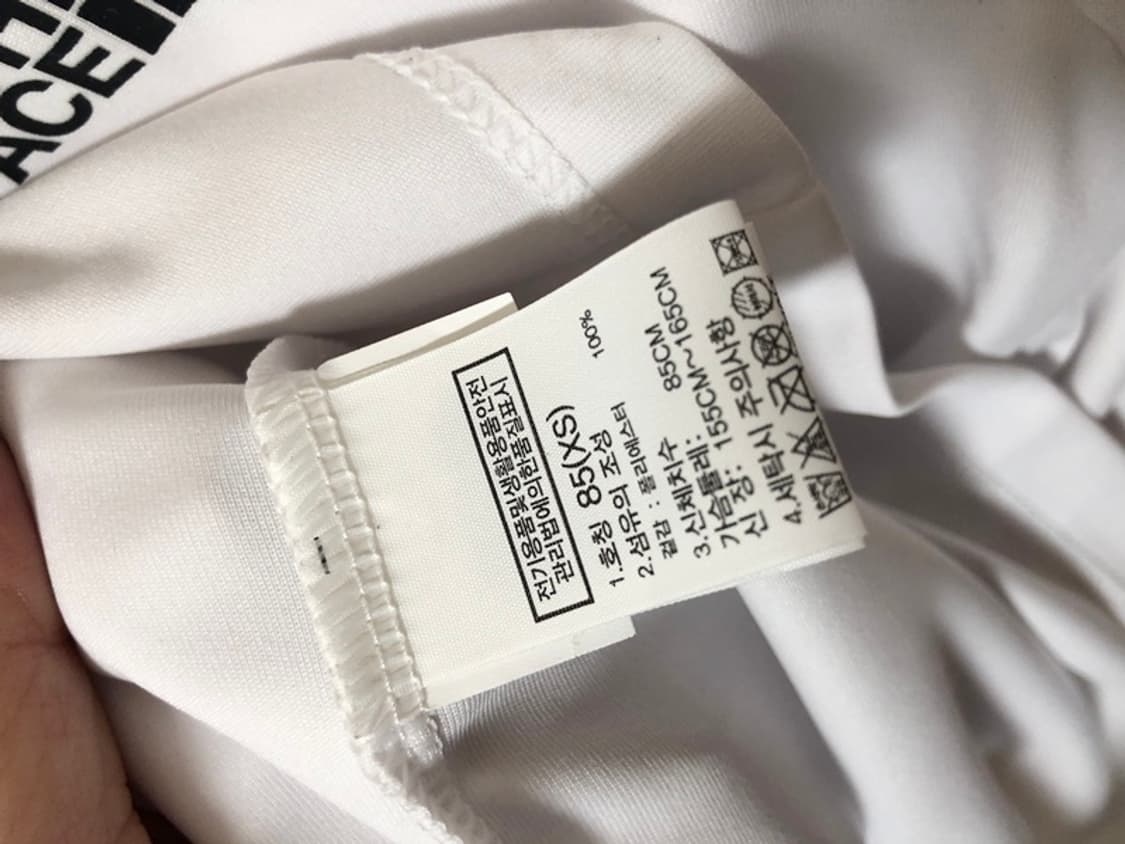 ACE
전기용품및생활용품안전
관리법에의한품질표시
1.호칭 85(XS)
2.섬유의 조성
겉감 : 폴리에스터 100%
3.신체치수
가슴둘레: 85CM
신 장: 155CM~165CM
4.세탁시 주의사항